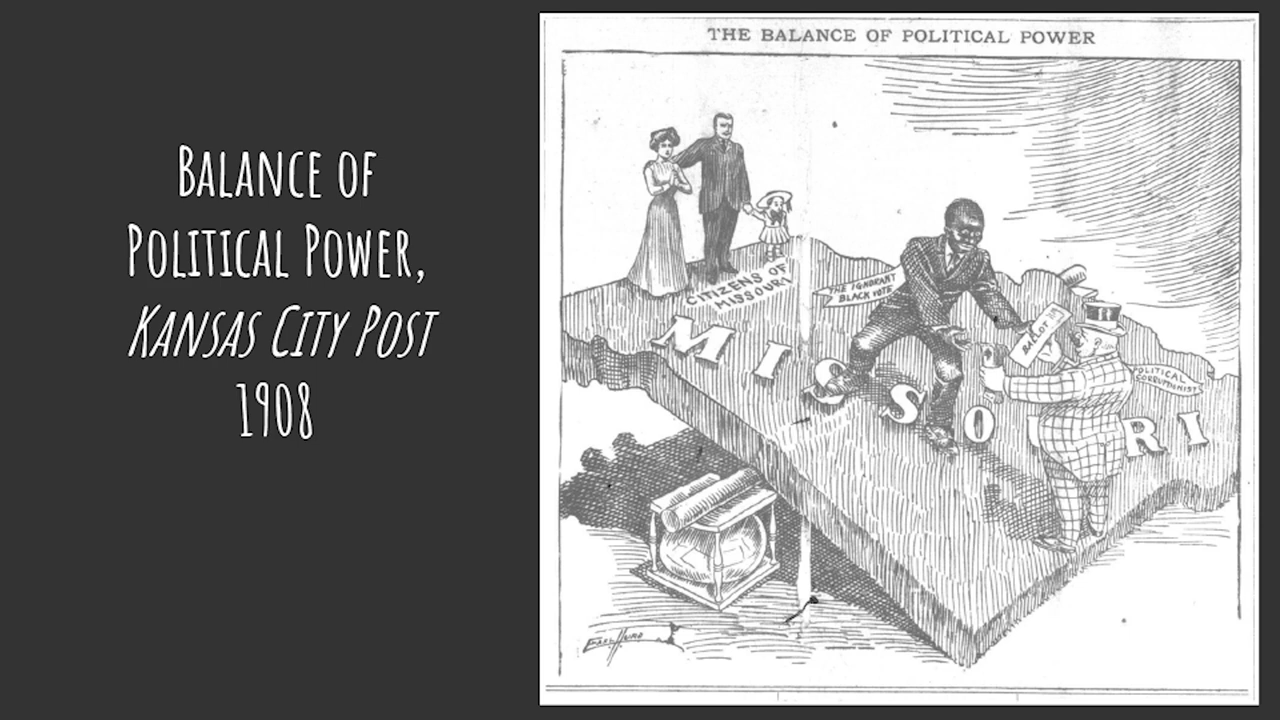 Balance of
Political Power,
Kansas City Post
1908
THE BALANCE OF POLITICAL POWER
CITIZENS OF
MISSOURI
THE IGNORANT
BLACK VOTE
BALLOT
POLITICAL
CORRUPTIONIST
MISSOURI